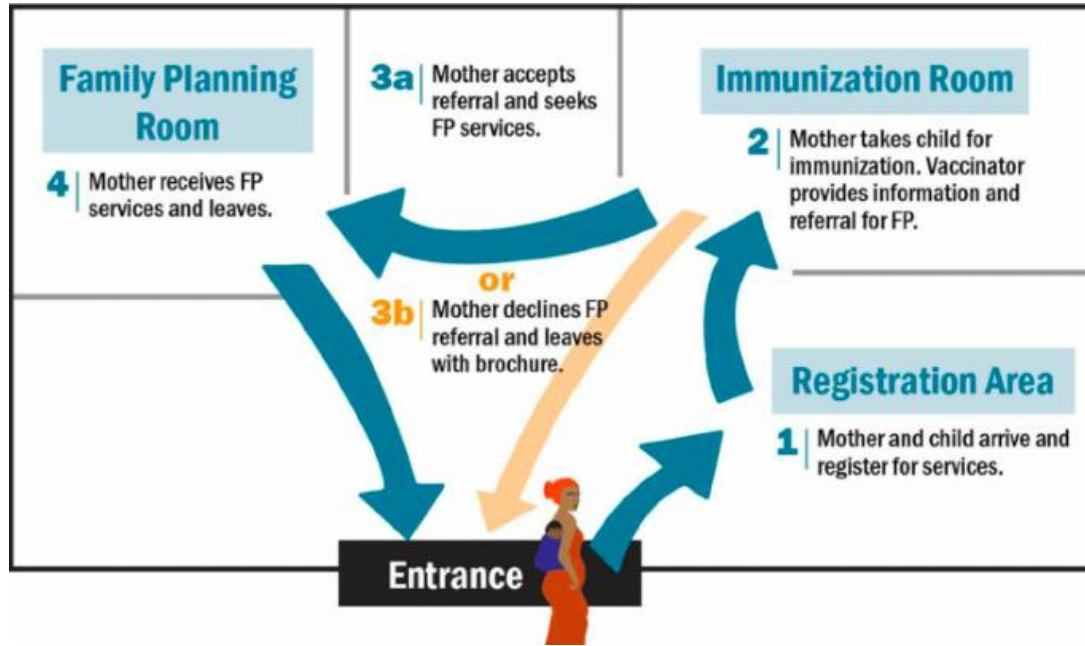 Family Planning
Room
4 Mother receives FP
services and leaves.
3a Mother accepts
referral and seeks
FP services.
Immunization Room
2 Mother takes child for
immunization. Vaccinator
provides information and
referral for FP.
or
3b Mother declines FP
referral and leaves
with brochure.
Registration Area
1 Mother and child arrive and
register for services.
Entrance